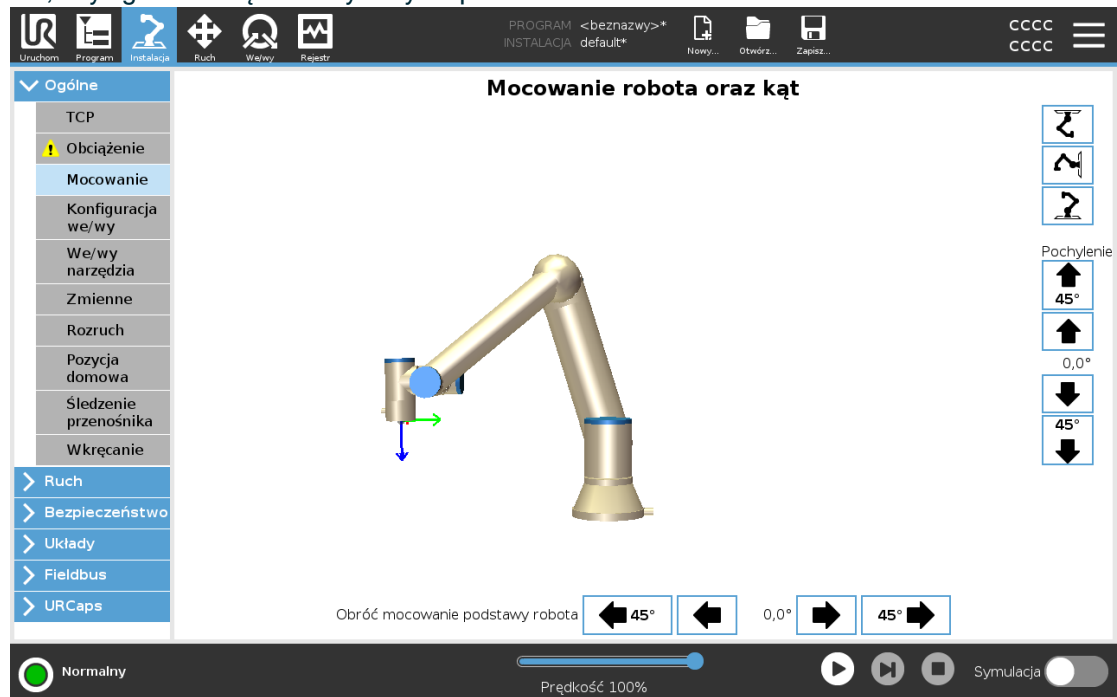 UR
PROGRAM <beznazwy>*
INSTALACJA default*
Uruchom Program Instalacja Ruch We/wy Rejestr
Nowy... Otwórz... Zapisz...
CCCC
CCCC
Ogólne
TCP
Obciążenie
Mocowanie
Konfiguracja
we/wy
We/wy
narzędzia
Zmienne
Rozruch
Pozycja
domowa
Śledzenie
przenośnika
Wkręcanie
Ruch
Bezpieczeństwo
Układy
Fieldbus
URCaps
Mocowanie robota oraz kąt
Pochylenie
45°
0,0°
45°
Obróć mocowanie podstawy robota 45° 0,0° 45°
Normalny
Prędkość 100%
Symulacja